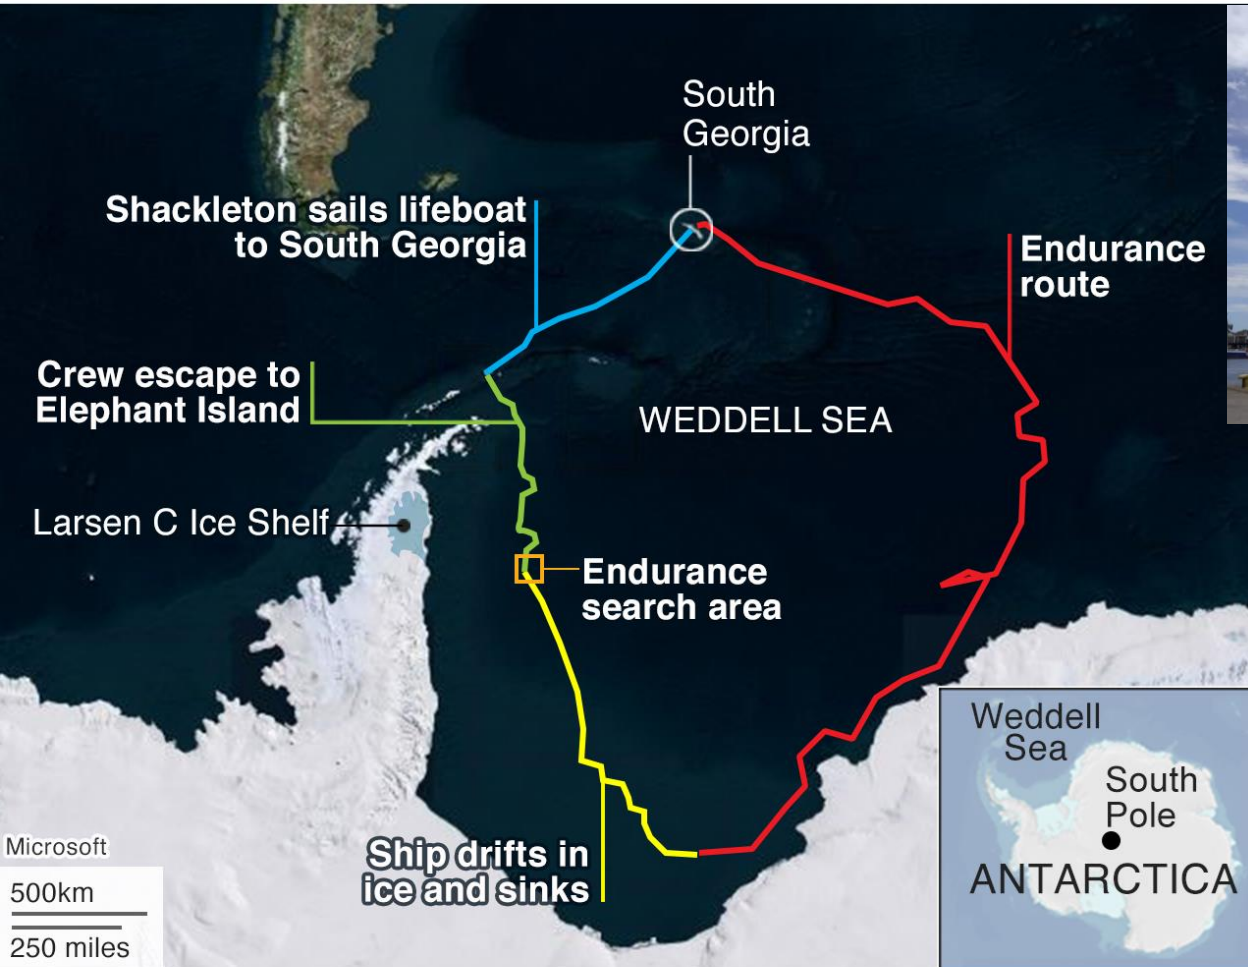 South
Georgia
Shackleton sails lifeboat
to South Georgia
Endurance
route
Crew escape to
Elephant Island
WEDDELL SEA
Larsen C Ice Shelf
Endurance
search area
Weddell
Sea
South
Pole
ANTARCTICA
Ship drifts in
ice and sinks
Microsoft
500km
250 miles